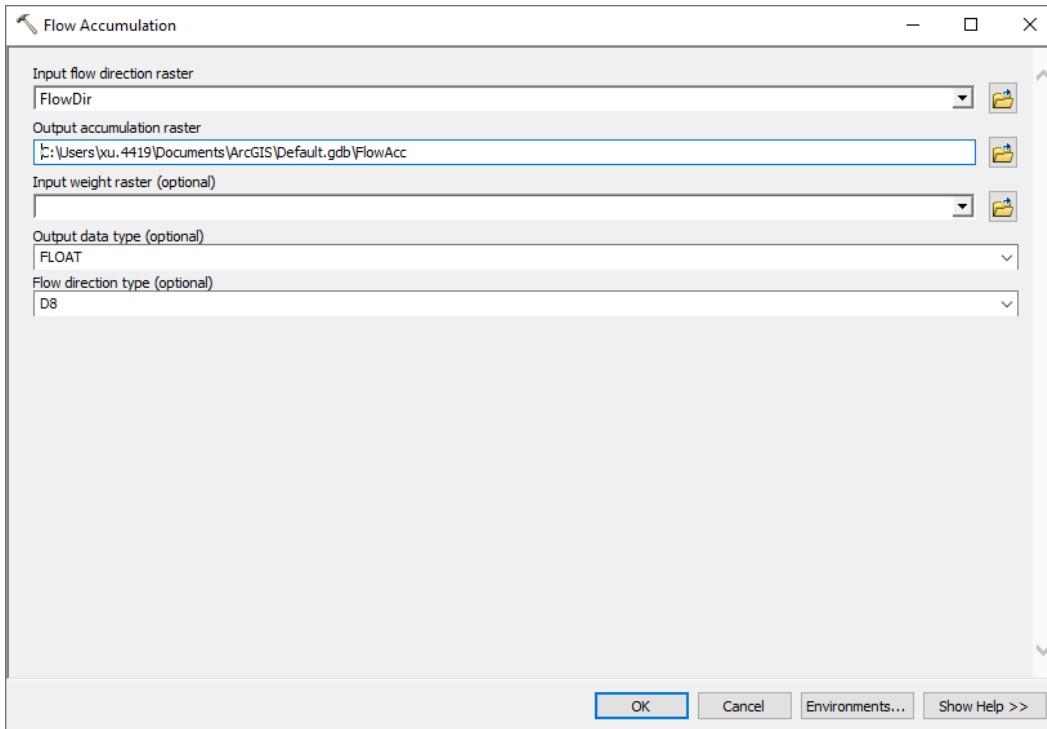 Flow Accumulation
Input flow direction raster
FlowDir
Output accumulation raster
C:\Users\xu.4419\Documents\ArcGIS\Default.gdb\FlowAcc
Input weight raster (optional)
Output data type (optional)
FLOAT
Flow direction type (optional)
D8
OK Cancel Environments... Show Help >>